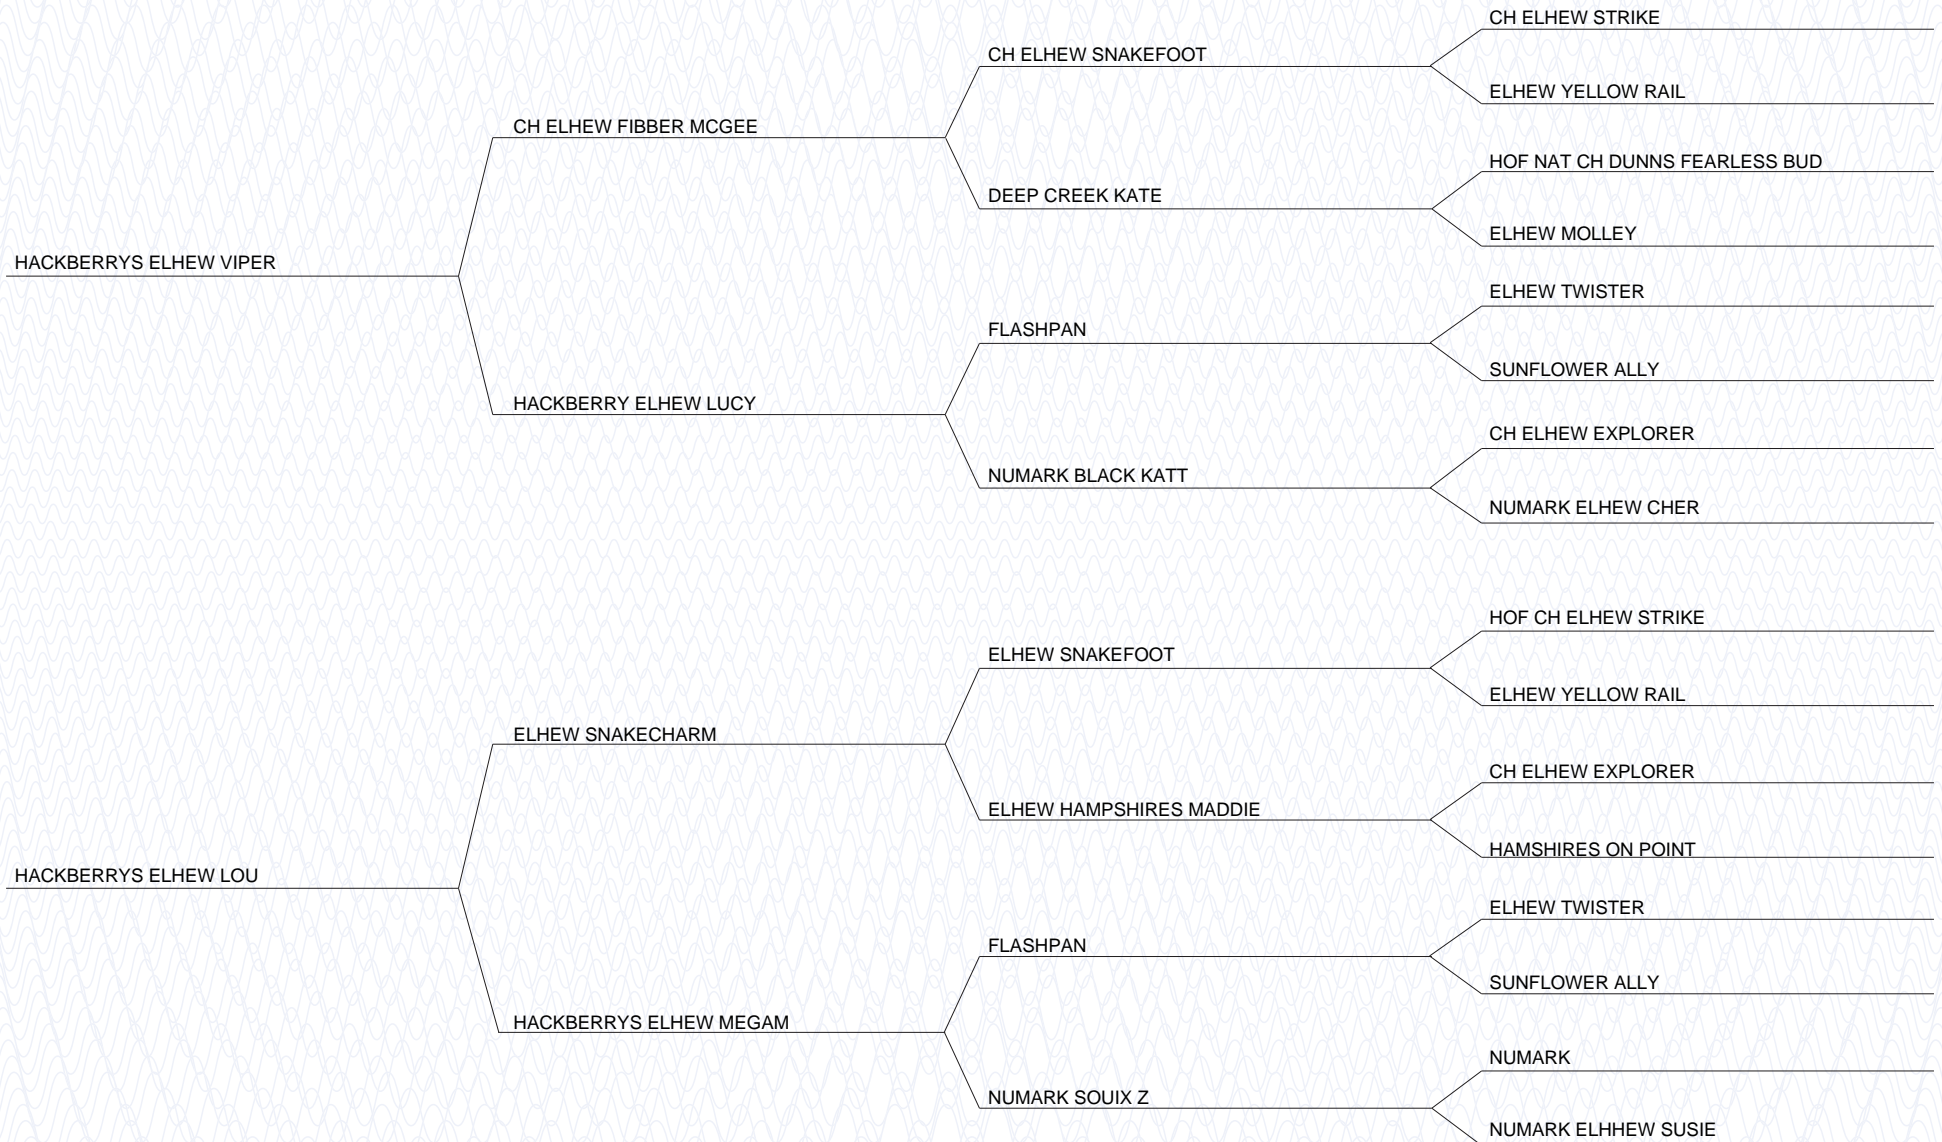 CH ELHEW STRIKE
CH ELHEW SNAKEFOOT
ELHEW YELLOW RAIL
CH ELHEW FIBBER MCGEE
HOF NAT CH DUNNS FEARLESS BUD
DEEP CREEK KATE
ELHEW MOLLEY
HACKBERRYS ELHEW VIPER
ELHEW TWISTER
FLASHPAN
SUNFLOWER ALLY
HACKBERRY ELHEW LUCY
CH ELHEW EXPLORER
NUMARK BLACK KATT
NUMARK ELHEW CHER
HOF CH ELHEW STRIKE
ELHEW SNAKEFOOT
ELHEW YELLOW RAIL
ELHEW SNAKECHARM
CH ELHEW EXPLORER
ELHEW HAMPSHIRES MADDIE
HAMSHIRES ON POINT
HACKBERRYS ELHEW LOU
ELHEW TWISTER
FLASHPAN
SUNFLOWER ALLY
HACKBERRYS ELHEW MEGAM
NUMARK
NUMARK SOUIX Z
NUMARK ELHHEW SUSIE